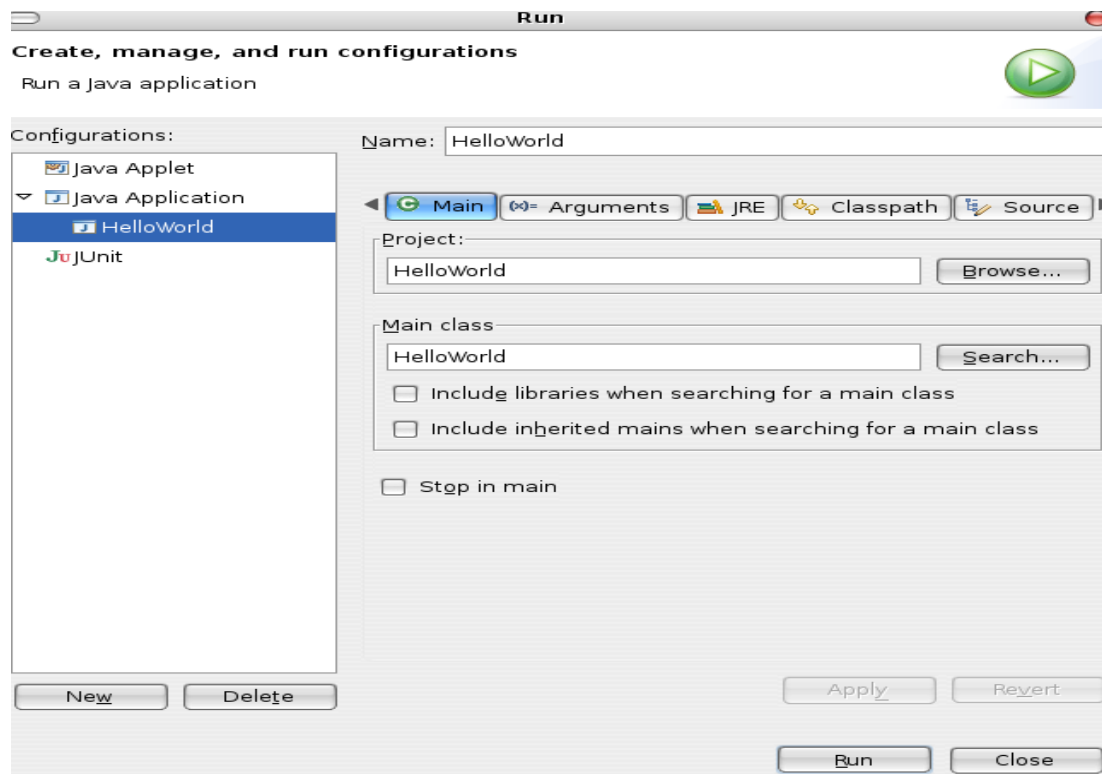 Run
Create, manage, and run configurations
Run a Java application
Configurations:
Java Applet
Java Application
HelloWorld
JUnit
New
Delete
Name: HelloWorld
Main
(x)= Arguments
JRE
Classpath
Source
Project:
HelloWorld
Browse...
Main class
HelloWorld
Search...
Include libraries when searching for a main class
Include inherited mains when searching for a main class
Stop in main
Apply
Revert
Run
Close